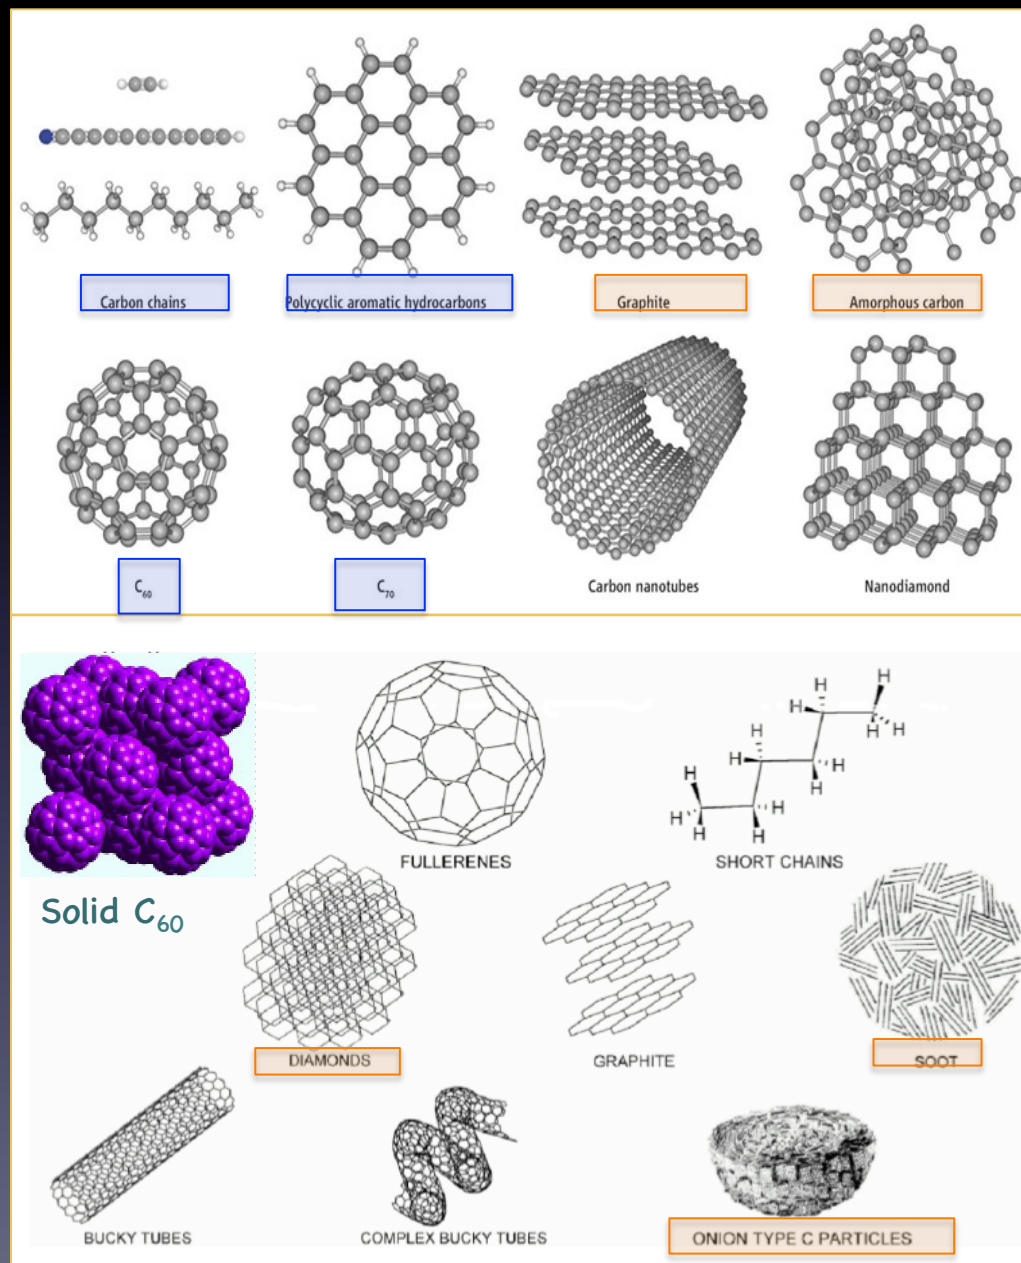 Carbon chains
Polycyclic aromatic hydrocarbons
Graphite
Amorphous carbon
C₆₀
C₇₀
Carbon nanotubes
Nanodiamond
H
H
H
H
H
H
H
H
H
H
H
H
H
H
FULLERENES
SHORT CHAINS
Solid C₆₀
DIAMONDS
GRAPHITE
SOOT
BUCKY TUBES
COMPLEX BUCKY TUBES
ONION TYPE C PARTICLES